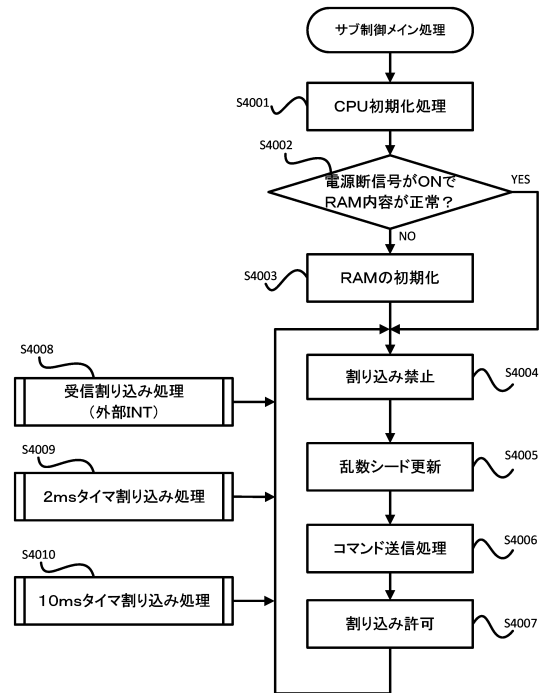 サブ制御メイン処理
S4001
CPU初期化処理
S4002
電源断信号がONで
RAM内容が正常？
YES
NO
S4003
RAMの初期化
S4008
受信割り込み処理
（外部INT）
割り込み禁止
S4004
S4009
2msタイマ割り込み処理
乱数シード更新
S4005
S4010
10msタイマ割り込み処理
コマンド送信処理
S4006
割り込み許可
S4007